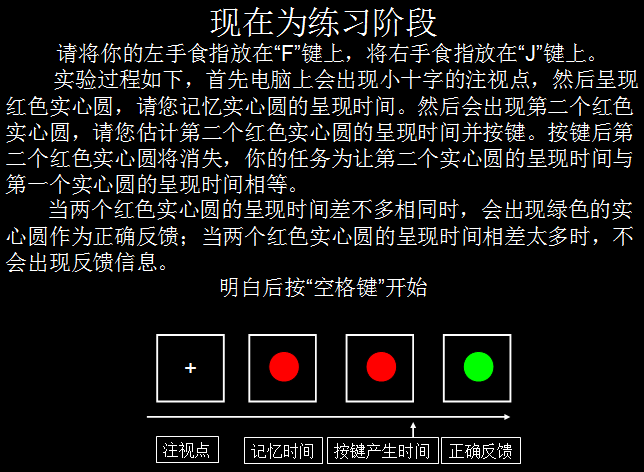 现在为练习阶段
请将你的左手食指放在“F”键上，将右手食指放在“J”键上。
实验过程如下，首先电脑上会出现小十字的注视点，然后呈现
红色实心圆，请您记忆实心圆的呈现时间。然后会出现第二个红色
实心圆，请您估计第二个红色实心圆的呈现时间并按键。按键后第
二个红色实心圆将消失，你的任务为让第二个实心圆的呈现时间与
第一个实心圆的呈现时间相等。
当两个红色实心圆的呈现时间差不多相同时，会出现绿色的实
心圆作为正确反馈；当两个红色实心圆的呈现时间相差太多时，不
会出现反馈信息。
明白后按“空格键”开始
+
注视点 记忆时间 按键产生时间 正确反馈